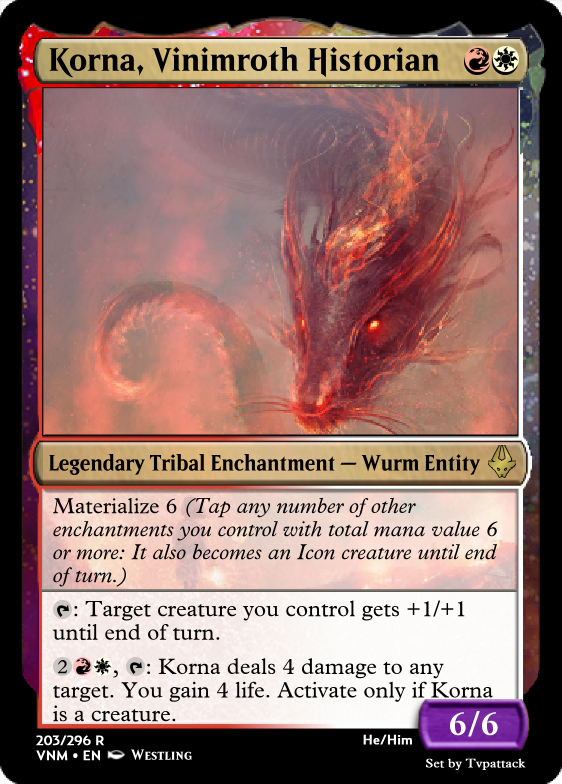 Korna, Vinimroth Historian
Legendary Tribal Enchantment — Wurm Entity
Materialize 6 (Tap any number of other
enchantments you control with total mana value 6
or more: It also becomes an Icon creature until end
of turn.)
: Target creature you control gets +1/+1
until end of turn.
2, : Korna deals 4 damage to any
target. You gain 4 life. Activate only if Korna
is a creature.
6/6
203/296 R
He/Him
VNM • EN Westling
Set by Tvpattack